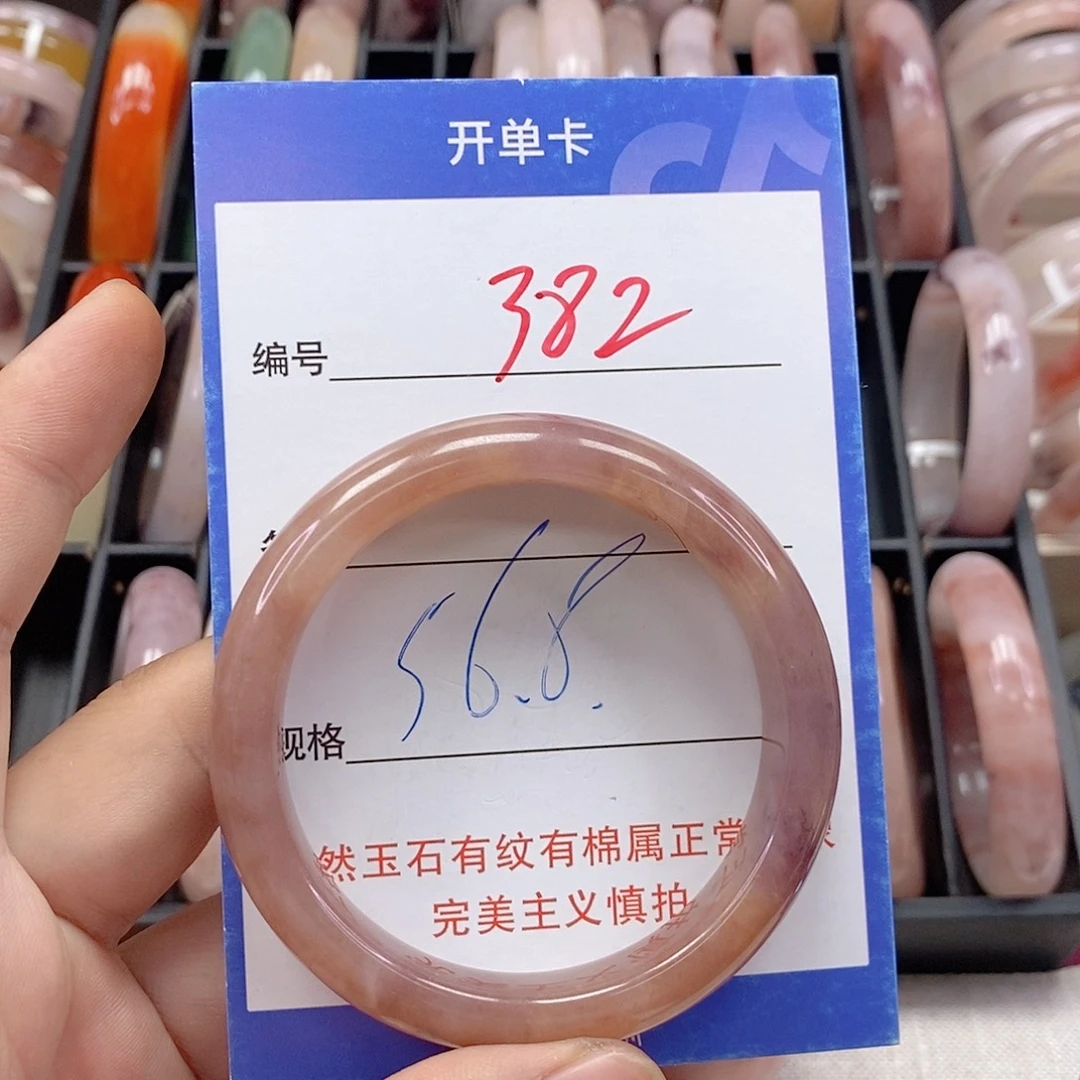 开单卡
编号 382
56.8.
规格
然玉石有纹有棉属正常
完美主义慎拍